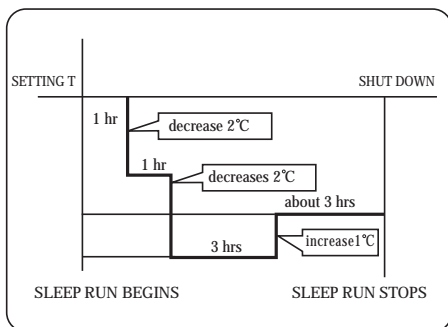 SETTING T
SHUT DOWN
1 hr
decrease 2℃
1 hr
decreases 2℃
about 3 hrs
3 hrs
increase1℃
SLEEP RUN BEGINS
SLEEP RUN STOPS